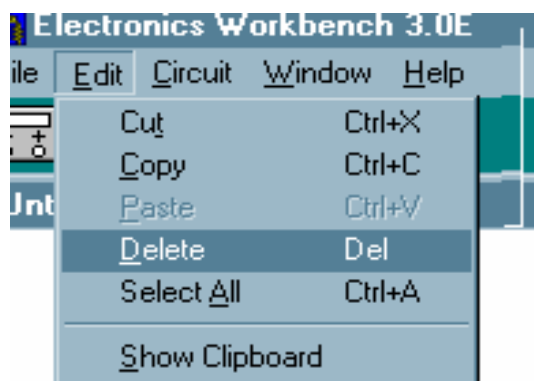 Electronics Workbench 3.0E
ile Edit Circuit Window Help
Cut Ctrl+X
Copy Ctrl+C
Unt
Paste Ctrl+V
Delete Del
Select All Ctrl+A
Show Clipboard